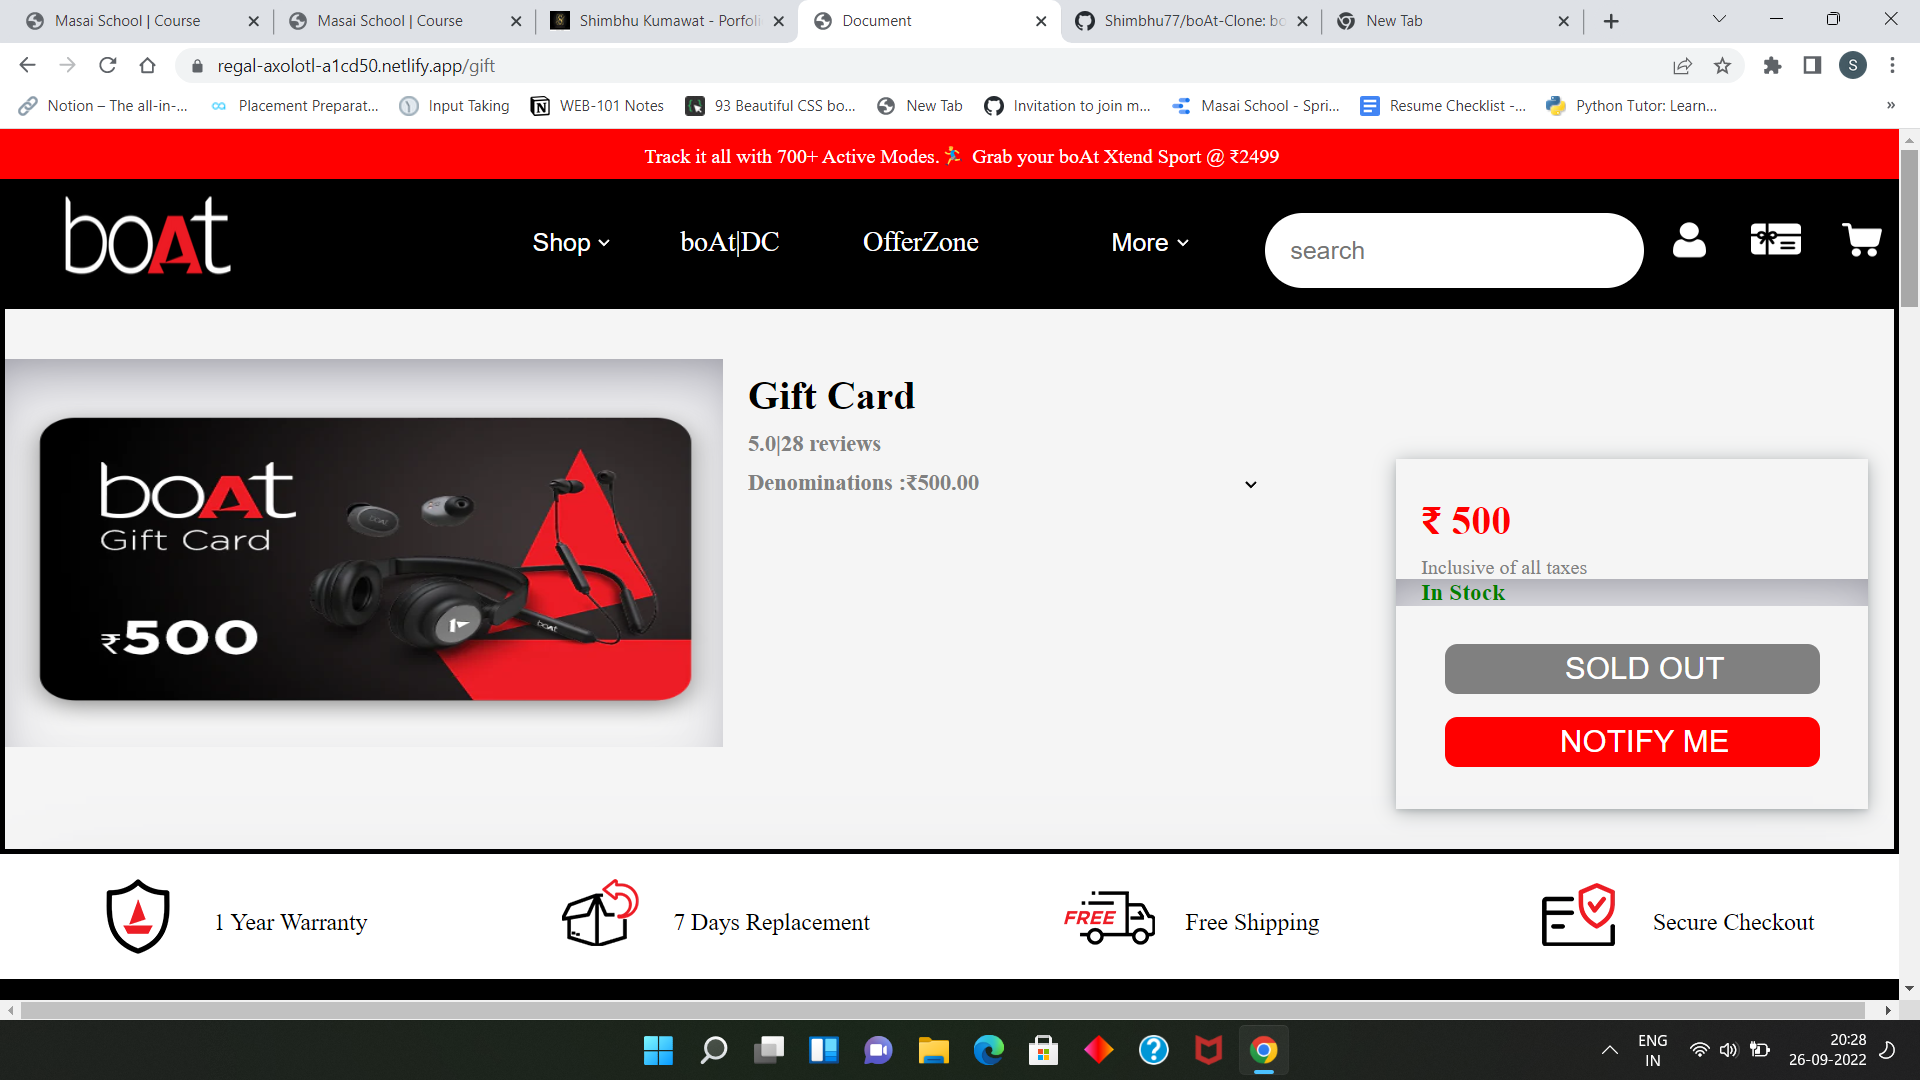 Masai School | Course
Masai School | Course
Shimbhu Kumawat - Porfoli
Document
Shimbhu77/boAt-Clone: bo
New Tab
regal-axolotl-a1cd50.netlify.app/gift
S
Notion – The all-in-...
Placement Preparat...
Input Taking
WEB-101 Notes
93 Beautiful CSS bo...
New Tab
Invitation to join m...
Masai School - Spri...
Resume Checklist -...
Python Tutor: Learn...
»
Track it all with 700+ Active Modes.🏃 Grab your boAt Xtend Sport @ ₹2499
boAt
Shop
boAt|DC
OfferZone
More
search
Gift Card
5.0|28 reviews
Denominations :₹500.00
boAt
Gift Card
₹500
boAt
boAt
₹ 500
Inclusive of all taxes
In Stock
SOLD OUT
NOTIFY ME
1 Year Warranty
7 Days Replacement
FREE
Free Shipping
Secure Checkout
ENG
IN
20:28
26-09-2022